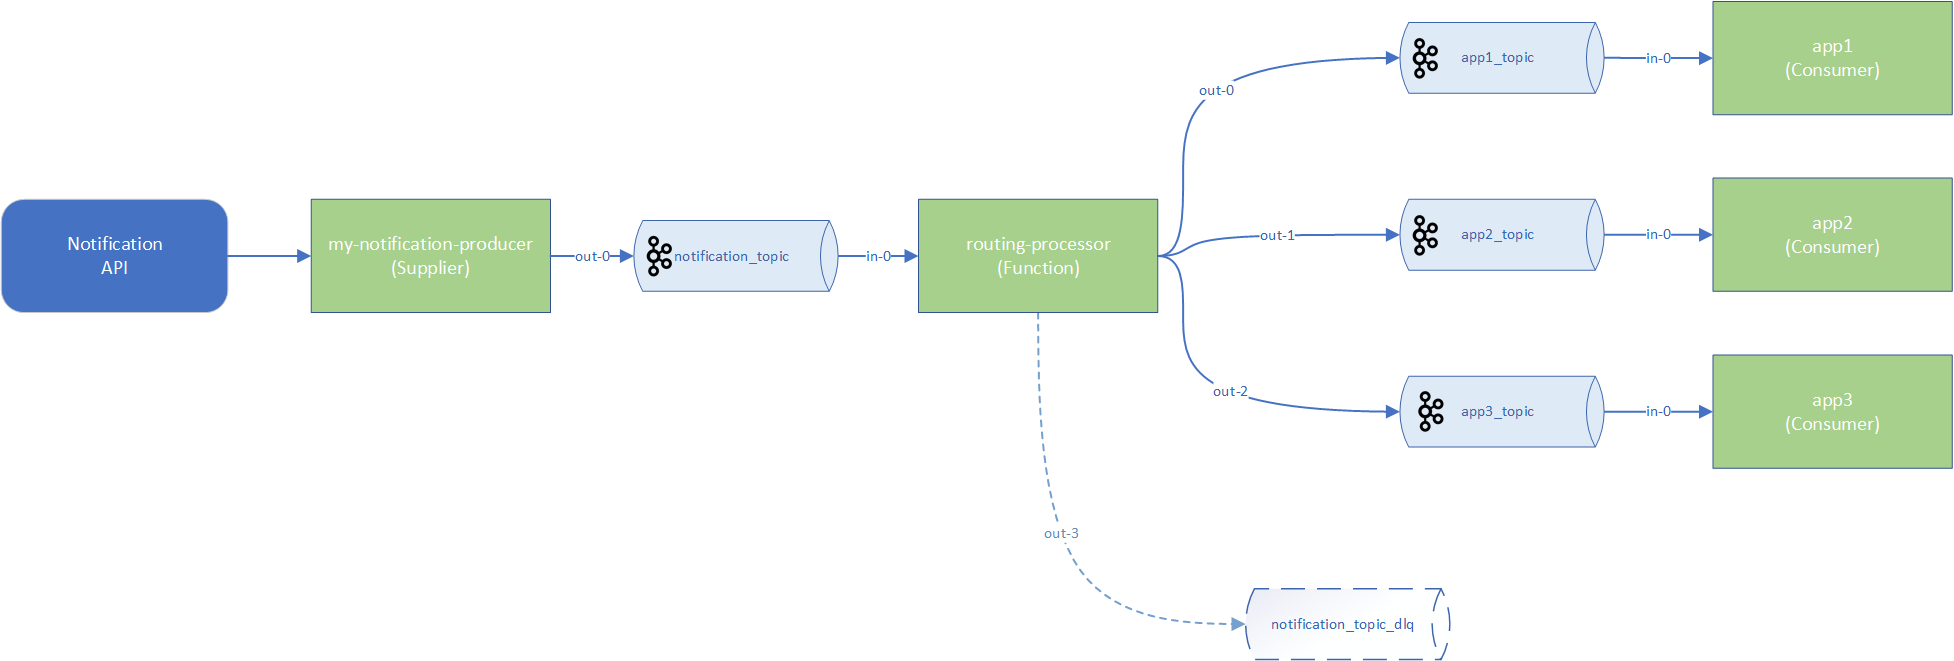 Notification
API
my-notification-producer
(Supplier)
out-0
notification_topic
in-0
routing-processor
(Function)
out-0
app1_topic
in-0
app1
(Consumer)
out-1
app2_topic
in-0
app2
(Consumer)
out-2
app3_topic
in-0
app3
(Consumer)
out-3
notification_topic_dlq